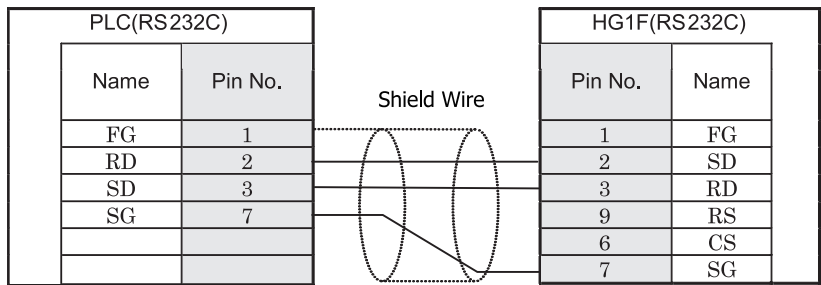 PLC(RS232C) HG1F(RS232C)
Name Pin No. Shield Wire Pin No. Name
FG 1 1 FG
RD 2 2 SD
SD 3 3 RD
SG 7 9 RS
6 CS
7 SG